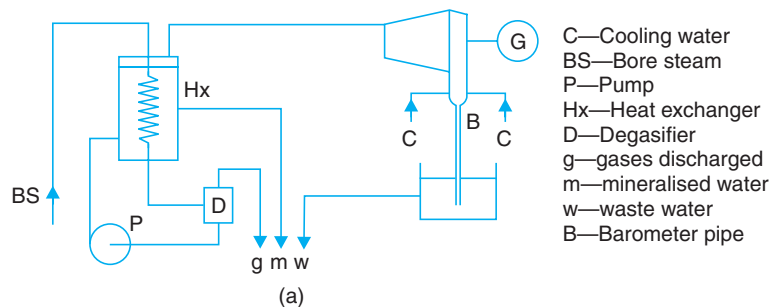 Hx
G
C
B
C
BS
P
D
g m w
(a)
C—Cooling water
BS—Bore steam
P—Pump
Hx—Heat exchanger
D—Degasifier
g—gases discharged
m—mineralised water
w—waste water
B—Barometer pipe